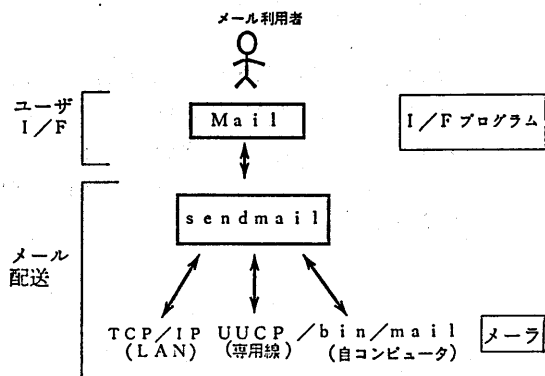 メール利用者
ユーザ
I/F
Mail
I/Fプログラム
sendmail
メール
配送
TCP/IP UUCP /bin/mail
(LAN) (専用線) (自コンピュータ)
メーラ